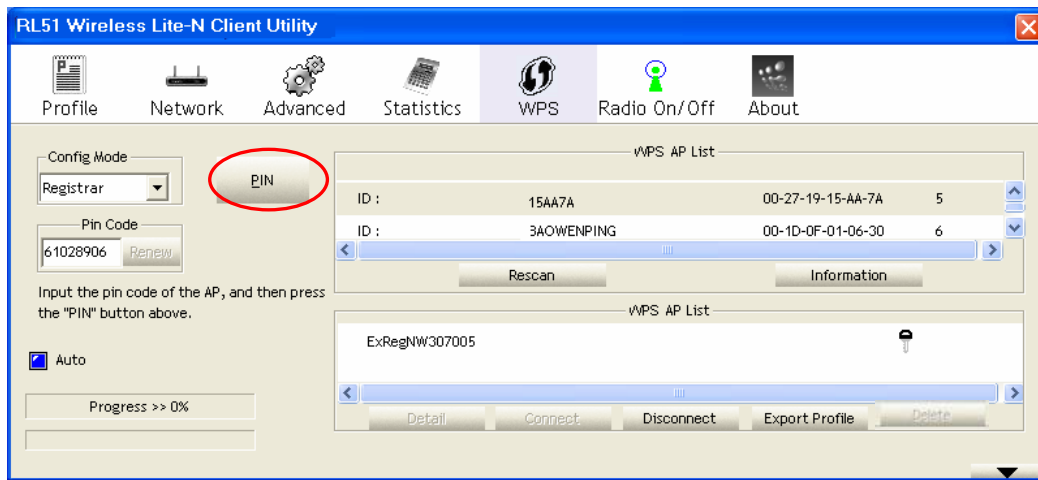 RL51 Wireless Lite-N Client Utility
Profile Network Advanced Statistics WPS Radio On/Off About
Config Mode
Registrar
PIN
Pin Code
61028906 Renew
Input the pin code of the AP, and then press
the "PIN" button above.
Auto
Progress >> 0%
WPS AP List
ID : 15AA7A 00-27-19-15-AA-7A 5
ID : BAOWENPING 00-1D-0F-01-06-30 6
Rescan Information
WPS AP List
ExRegNW307005
Detail Connect Disconnect Export Profile Delete